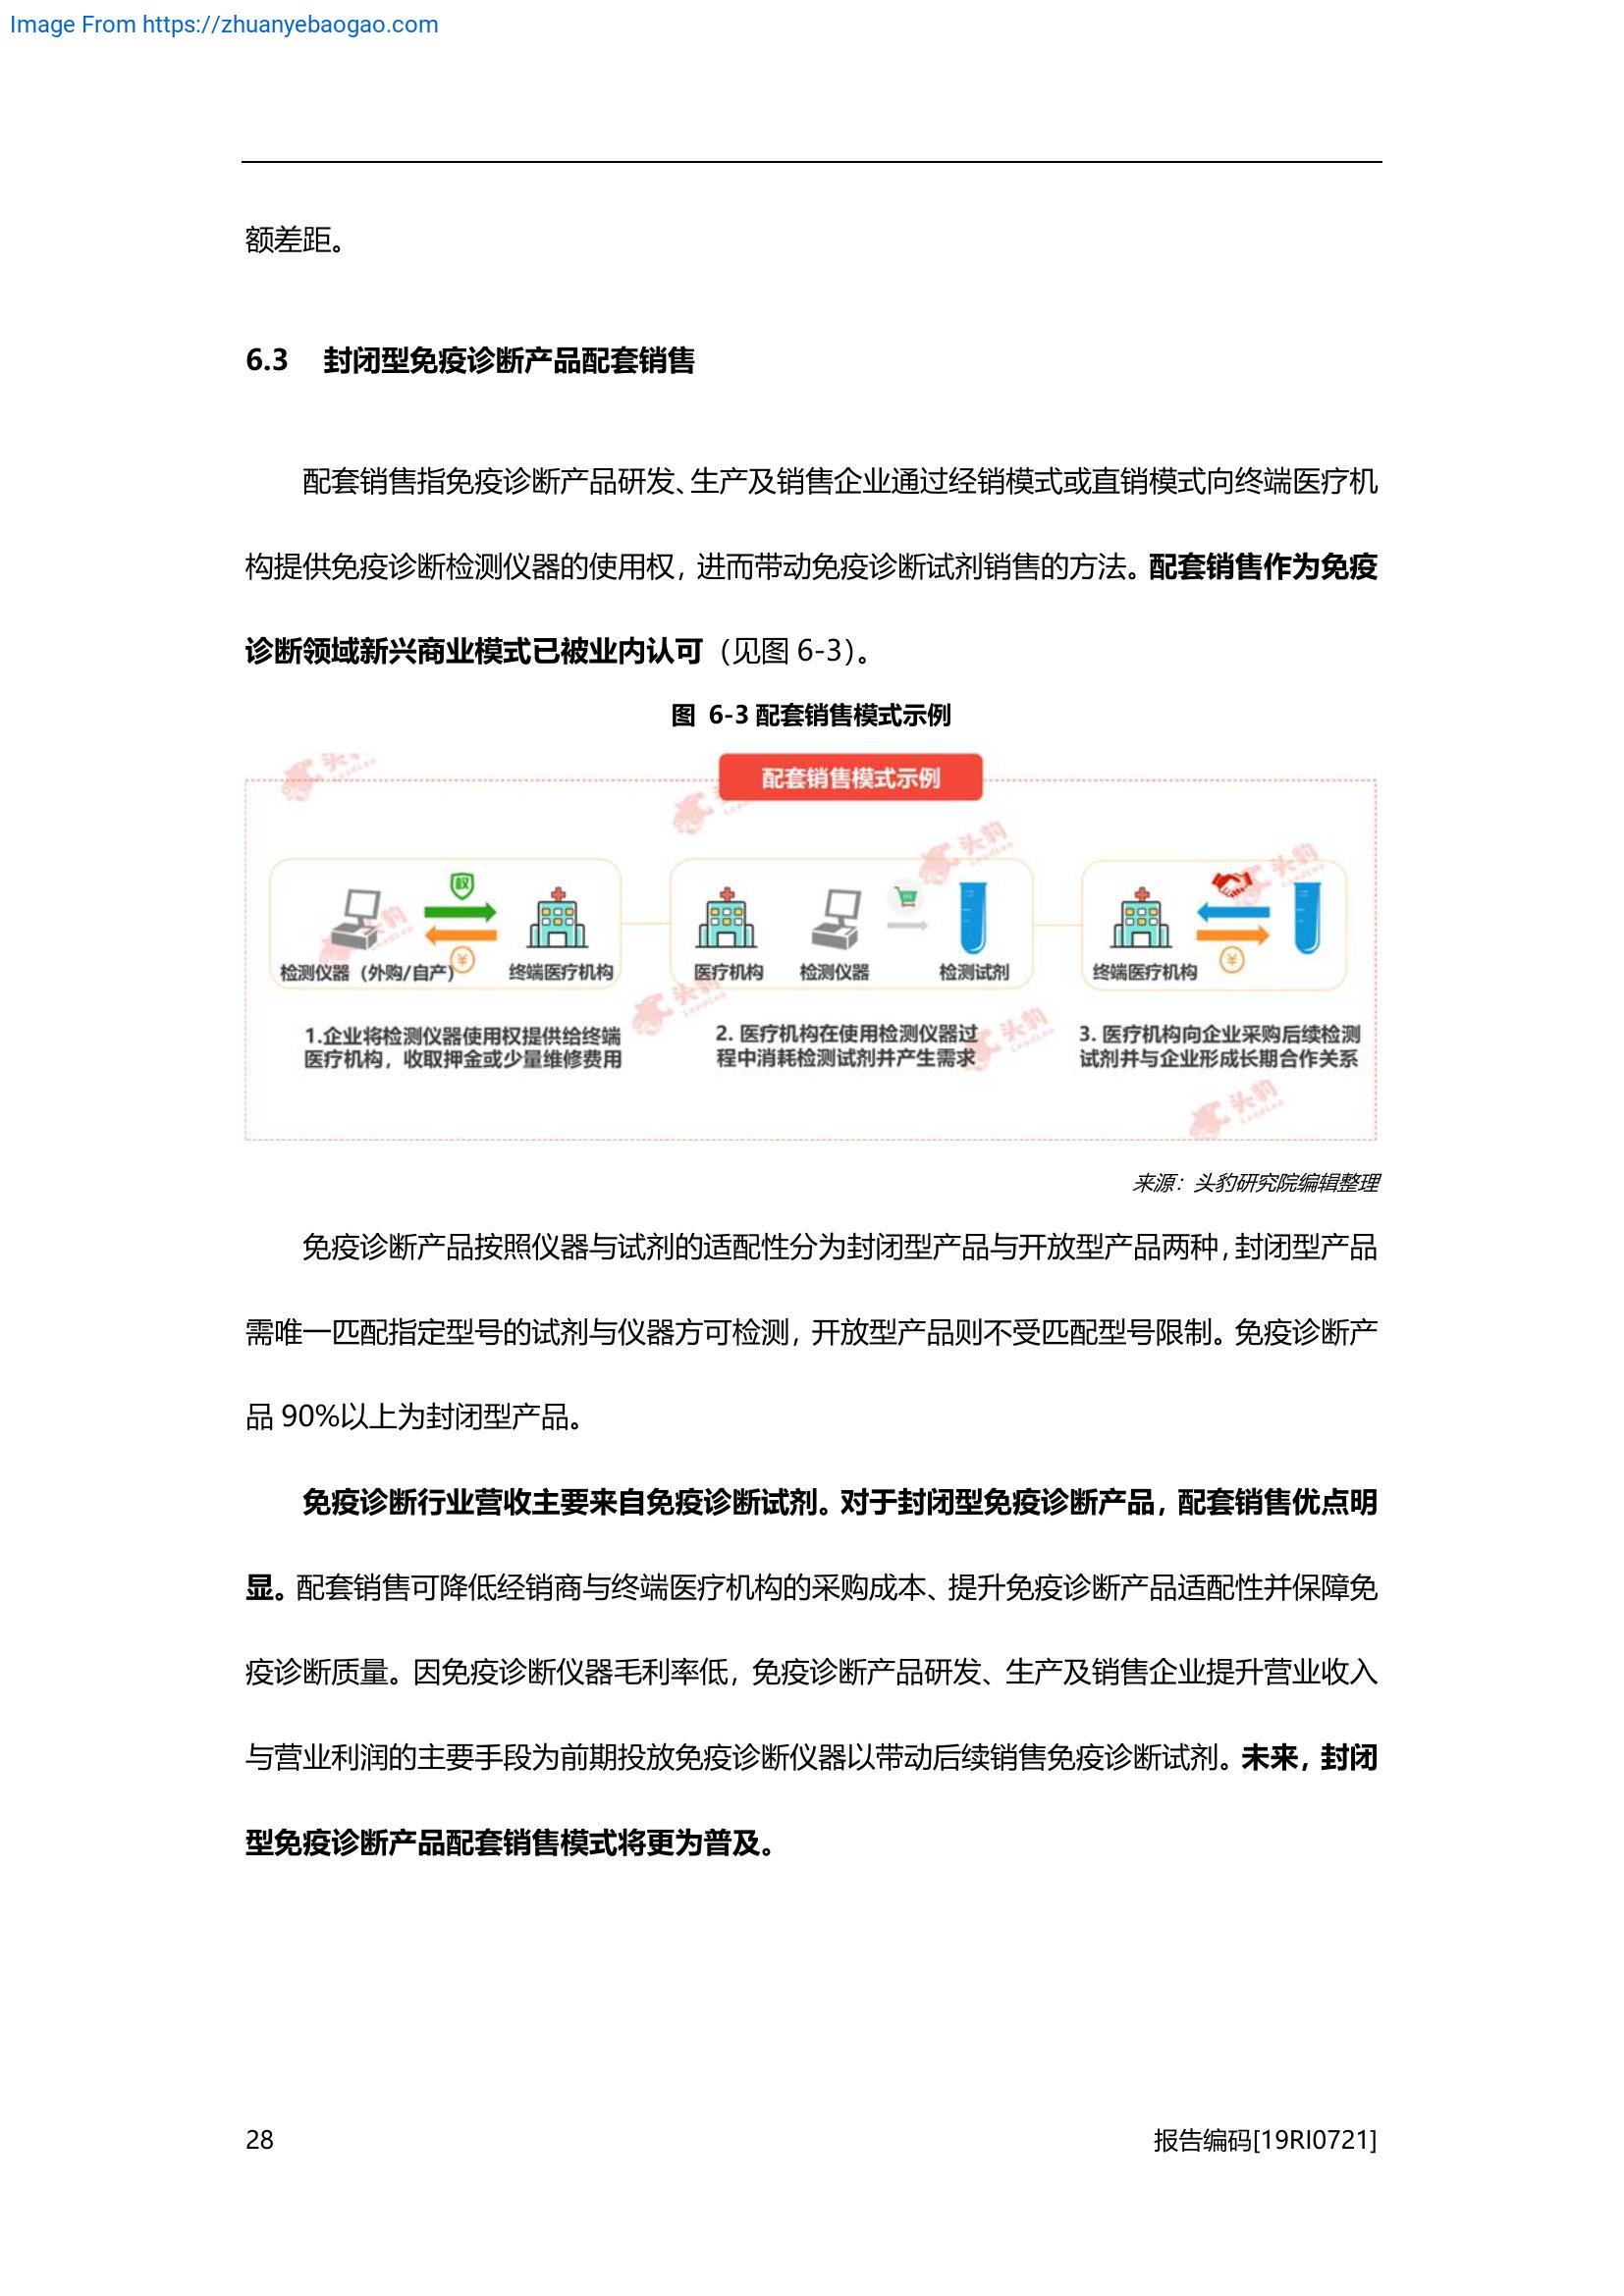 Image From https://zhuanyebaogao.com
额差距。
6.3 封闭型免疫诊断产品配套销售
配套销售指免疫诊断产品研发、生产及销售企业通过经销模式或直销模式向终端医疗机
构提供免疫诊断检测仪器的使用权，进而带动免疫诊断试剂销售的方法。配套销售作为免疫
诊断领域新兴商业模式已被业内认可（见图 6-3）。
图 6-3 配套销售模式示例
配套销售模式示例
权
¥
检测仪器（外购/自产）
终端医疗机构
医疗机构
检测仪器
检测试剂
终端医疗机构
¥
1.企业将检测仪器使用权提供给终端
医疗机构，收取押金或少量维修费用
2. 医疗机构在使用检测仪器过
程中消耗检测试剂并产生需求
3. 医疗机构向企业采购后续检测
试剂并与企业形成长期合作关系
头豹
LeadLeo
来源：头豹研究院编辑整理
免疫诊断产品按照仪器与试剂的适配性分为封闭型产品与开放型产品两种，封闭型产品
需唯一匹配指定型号的试剂与仪器方可检测，开放型产品则不受匹配型号限制。免疫诊断产
品 90%以上为封闭型产品。
免疫诊断行业营收主要来自免疫诊断试剂。对于封闭型免疫诊断产品，配套销售优点明
显。配套销售可降低经销商与终端医疗机构的采购成本、提升免疫诊断产品适配性并保障免
疫诊断质量。因免疫诊断仪器毛利率低，免疫诊断产品研发、生产及销售企业提升营业收入
与营业利润的主要手段为前期投放免疫诊断仪器以带动后续销售免疫诊断试剂。未来，封闭
型免疫诊断产品配套销售模式将更为普及。
28
报告编码[19RI0721]